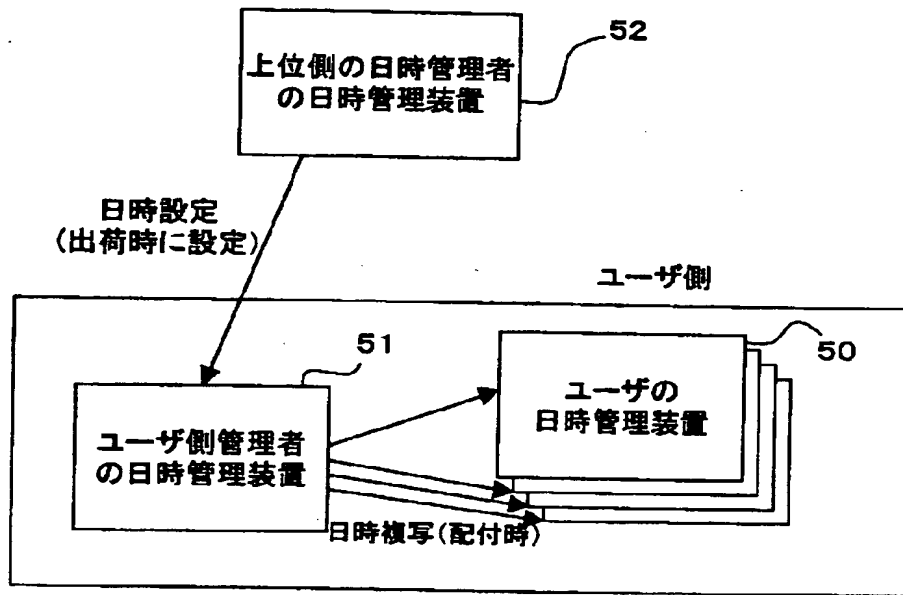 52
上位側の日時管理者
の日時管理装置
日時設定
(出荷時に設定)
ユーザ側
51
50
ユーザの
日時管理装置
ユーザ側管理者
の日時管理装置
日時複写(配付時)